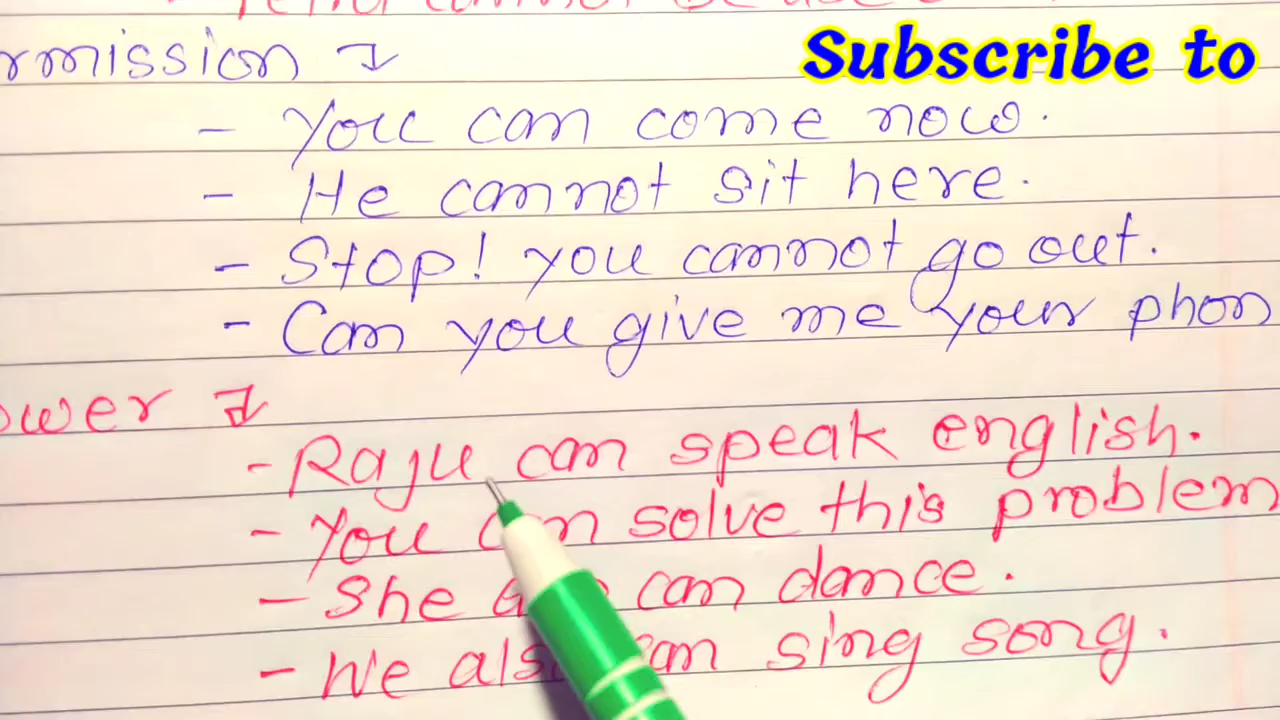 Subscribe to
rmission
- You can come now.
- He cannot sit here.
- Stop! you cannot go out.
- Can you give me your phon
ower
- Raju can speak english.
- You can solve this problem
- She can dance.
- We also can sing song.